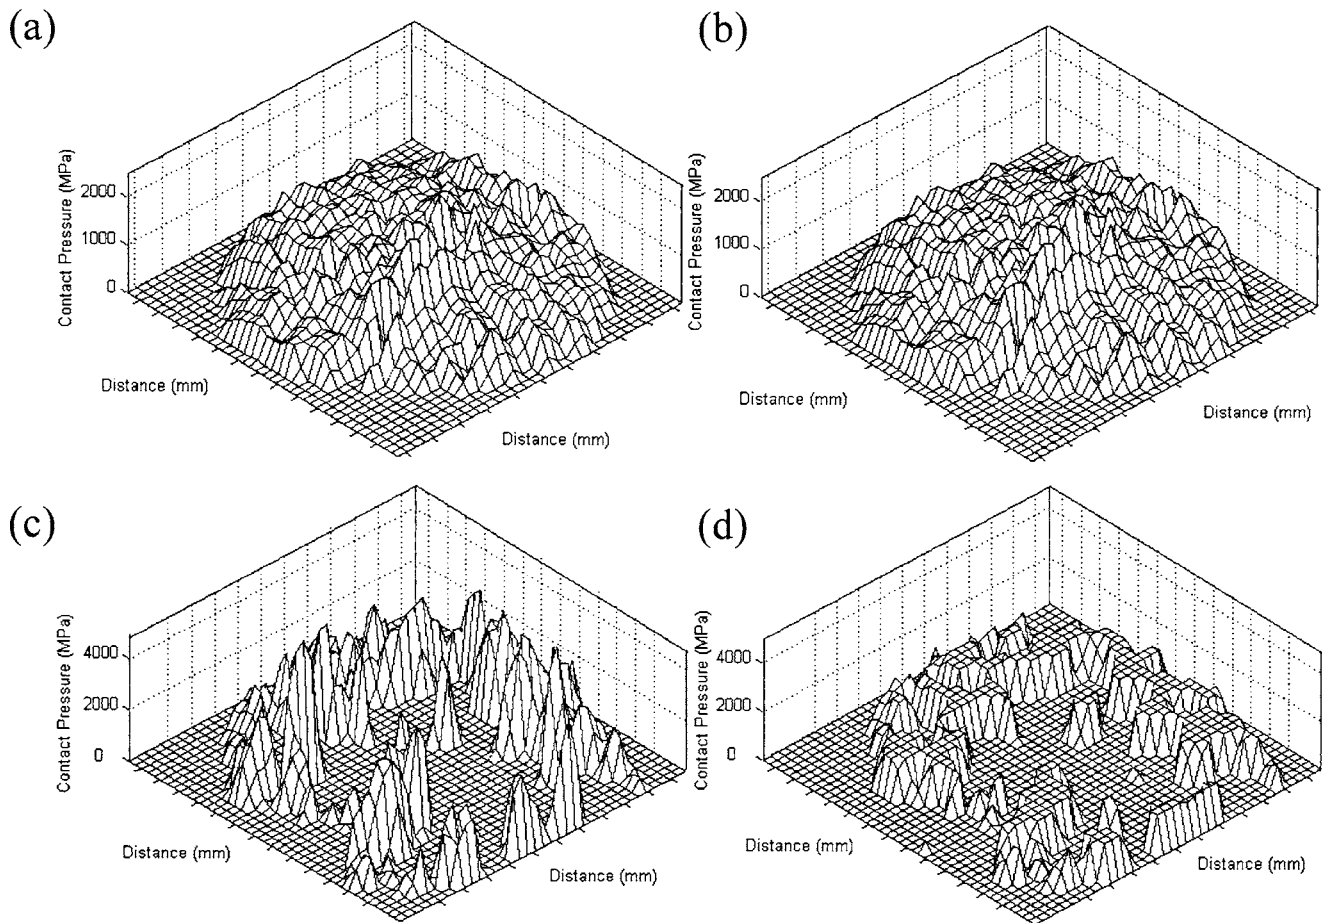 (a)
2000
1000
0
Contact Pressure (MPa)
Distance (mm)
Distance (mm)
(b)
2000
1000
0
Contact Pressure (MPa)
Distance (mm)
Distance (mm)
(c)
4000
2000
0
Contact Pressure (MPa)
Distance (mm)
Distance (mm)
(d)
4000
2000
0
Contact Pressure (MPa)
Distance (mm)
Distance (mm)